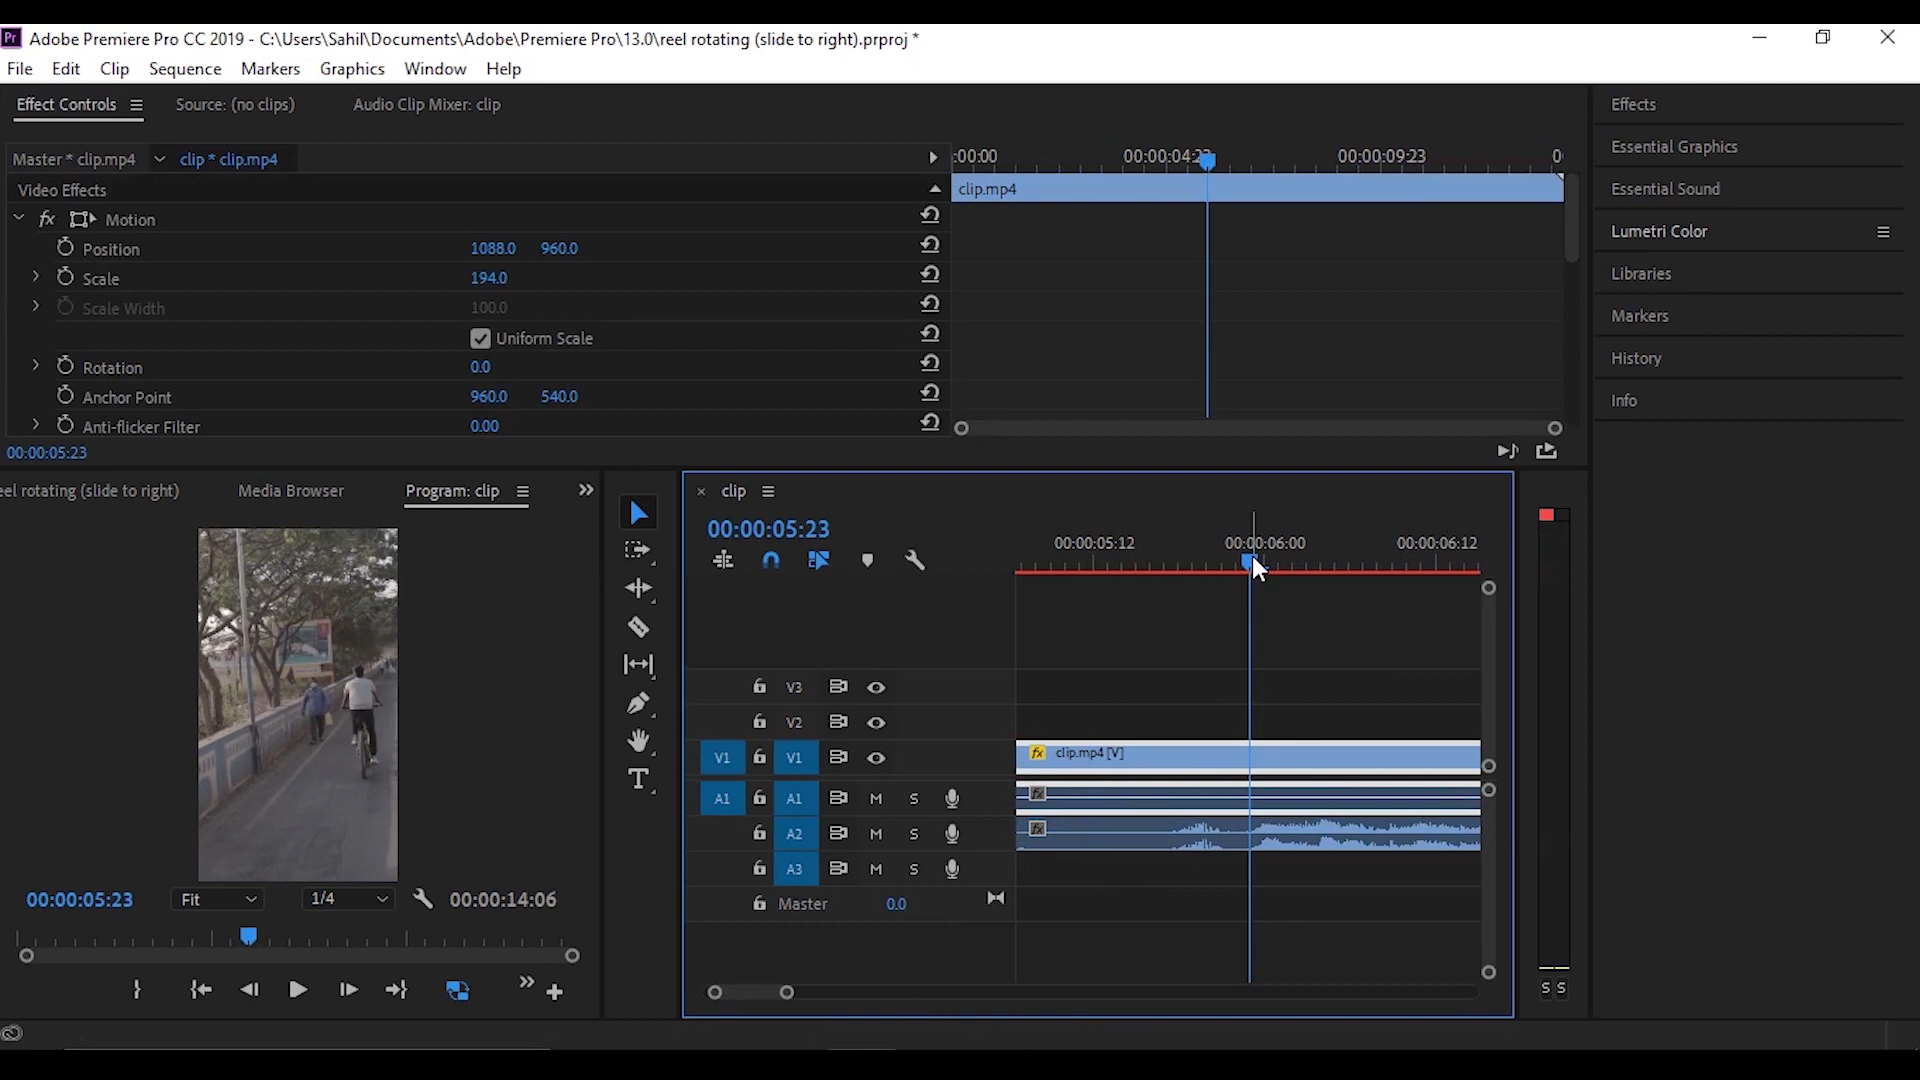 Pr Adobe Premiere Pro CC 2019 - C:\Users\Sahil\Documents\Adobe\Premiere Pro\13.0\reel rotating (slide to right).prproj *
File Edit Clip Sequence Markers Graphics Window Help
Effect Controls Source: (no clips) Audio Clip Mixer: clip
Effects
Essential Graphics
Essential Sound
Lumetri Color
Libraries
Markers
History
Info
Master * clip.mp4 clip * clip.mp4
:00:00 00:00:04:23 00:00:09:23 0
Video Effects
clip.mp4
fx Motion
Position 1088.0 960.0
Scale 194.0
Scale Width 100.0
Uniform Scale
Rotation 0.0
Anchor Point 960.0 540.0
Anti-flicker Filter 0.00
00:00:05:23
eel rotating (slide to right) Media Browser Program: clip
00:00:05:23 Fit 1/4 00:00:14:06
× clip
00:00:05:23
00:00:05:12 00:00:06:00 00:00:06:12
V3
V2
V1 V1 fx clip.mp4 [V]
A1 A1 M S fx
A2 M S fx
A3 M S
Master 0.0
T
S S